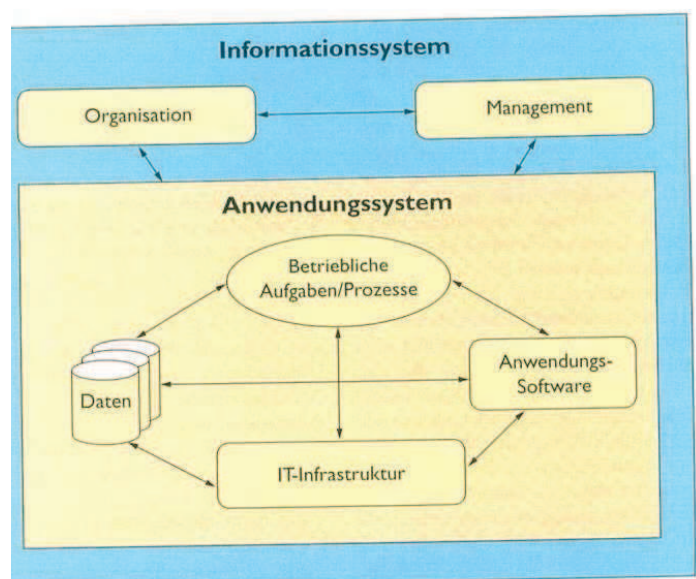 Informationssystem
Organisation
Management
Anwendungssystem
Betriebliche
Aufgaben/Prozesse
Daten
Anwendungs-
Software
IT-Infrastruktur